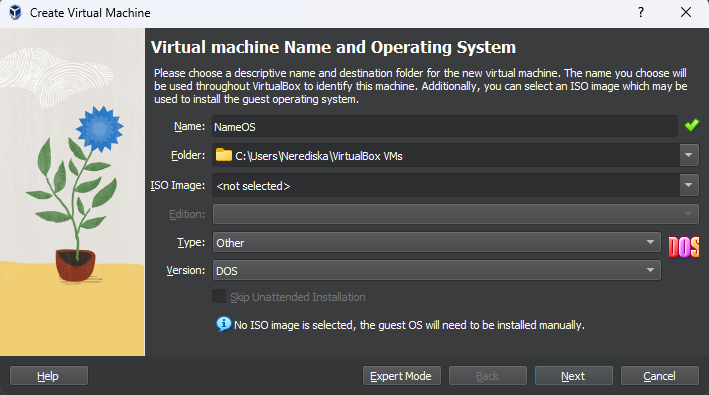 Create Virtual Machine
?
Virtual machine Name and Operating System
Please choose a descriptive name and destination folder for the new virtual machine. The name you choose will
be used throughout VirtualBox to identify this machine. Additionally, you can select an ISO image which may be
used to install the guest operating system.
Name: NameOS
Folder: C:\Users\Nerediska\VirtualBox VMs
ISO Image: <not selected>
Edition:
Type: Other DOS
Version: DOS
Skip Unattended Installation
No ISO image is selected, the guest OS will need to be installed manually.
Help Expert Mode Back Next Cancel